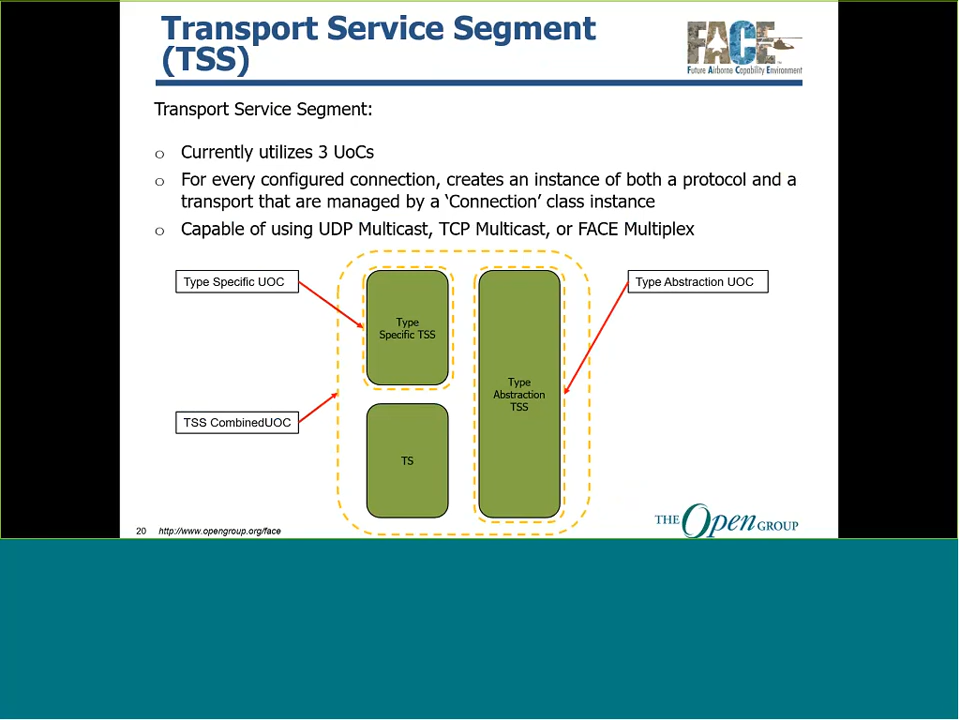 Transport Service Segment
(TSS)
FACE
Future Airborne Capability Environment
Transport Service Segment:
o Currently utilizes 3 UoCs
o For every configured connection, creates an instance of both a protocol and a
transport that are managed by a ‘Connection’ class instance
o Capable of using UDP Multicast, TCP Multicast, or FACE Multiplex
Type Specific UOC
Type Abstraction UOC
Type
Specific TSS
Type
Abstraction
TSS
TSS CombinedUOC
TS
20 http://www.opengroup.org/face
THE Open GROUP